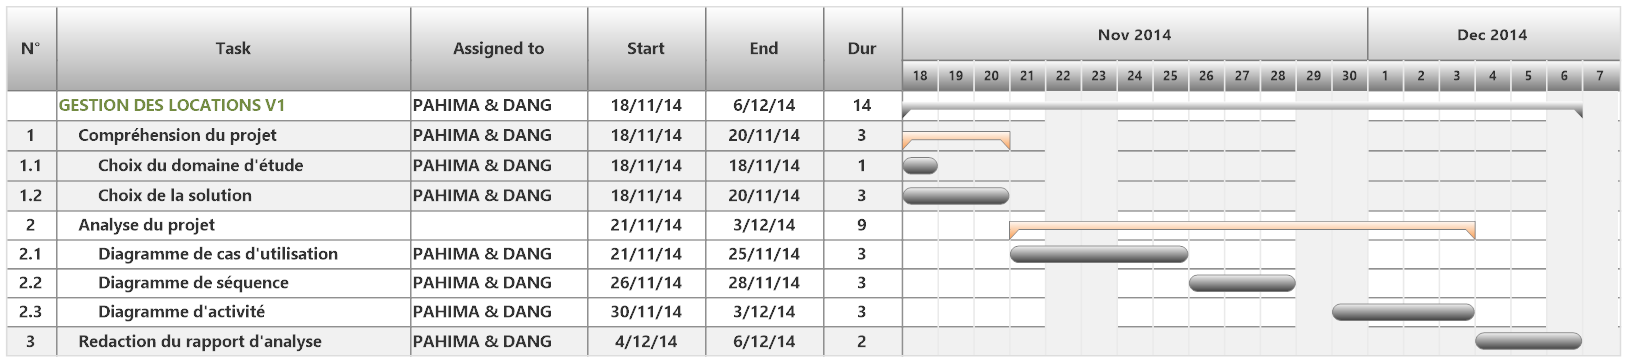 N° Task Assigned to Start End Dur Nov 2014 Dec 2014
18 19 20 21 22 23 24 25 26 27 28 29 30 1 2 3 4 5 6 7
GESTION DES LOCATIONS V1 PAHIMA & DANG 18/11/14 6/12/14 14
1 Compréhension du projet PAHIMA & DANG 18/11/14 20/11/14 3
1.1 Choix du domaine d'étude PAHIMA & DANG 18/11/14 18/11/14 1
1.2 Choix de la solution PAHIMA & DANG 18/11/14 20/11/14 3
2 Analyse du projet 21/11/14 3/12/14 9
2.1 Diagramme de cas d'utilisation PAHIMA & DANG 21/11/14 25/11/14 3
2.2 Diagramme de séquence PAHIMA & DANG 26/11/14 28/11/14 3
2.3 Diagramme d'activité PAHIMA & DANG 30/11/14 3/12/14 3
3 Redaction du rapport d'analyse PAHIMA & DANG 4/12/14 6/12/14 2